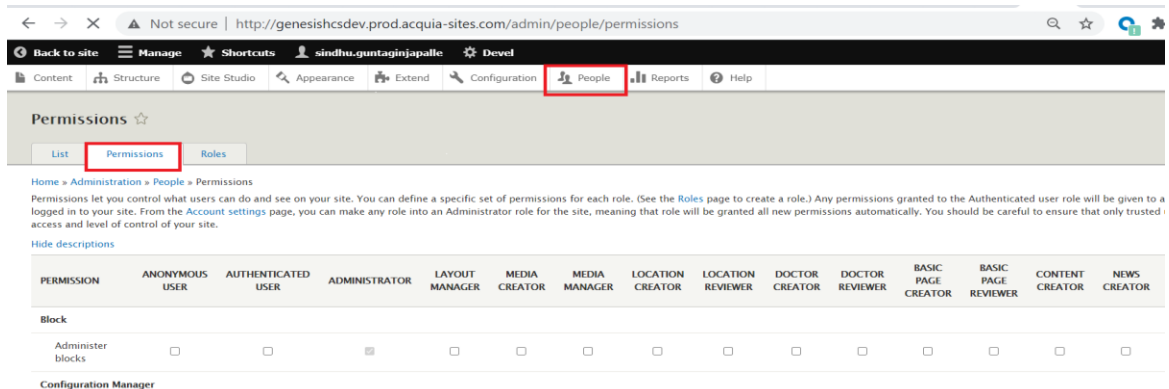 Not secure | http://genesishcsdev.prod.acquia-sites.com/admin/people/permissions
Back to site Manage Shortcuts sindhu.guntaginjapalle Devel
Content Structure Site Studio Appearance Extend Configuration People Reports Help
Permissions
List Permissions Roles
Home » Administration » People » Permissions
Permissions let you control what users can do and see on your site. You can define a specific set of permissions for each role. (See the Roles page to create a role.) Any permissions granted to the Authenticated user role will be given to a
logged in to your site. From the Account settings page, you can make any role into an Administrator role for the site, meaning that role will be granted all new permissions automatically. You should be careful to ensure that only trusted
access and level of control of your site.
Hide descriptions
PERMISSION ANONYMOUS USER AUTHENTICATED USER ADMINISTRATOR LAYOUT MANAGER MEDIA CREATOR MEDIA MANAGER LOCATION CREATOR LOCATION REVIEWER DOCTOR CREATOR DOCTOR REVIEWER BASIC PAGE CREATOR BASIC PAGE REVIEWER CONTENT CREATOR NEWS CREATOR
Block
Administer
blocks
Configuration Manager